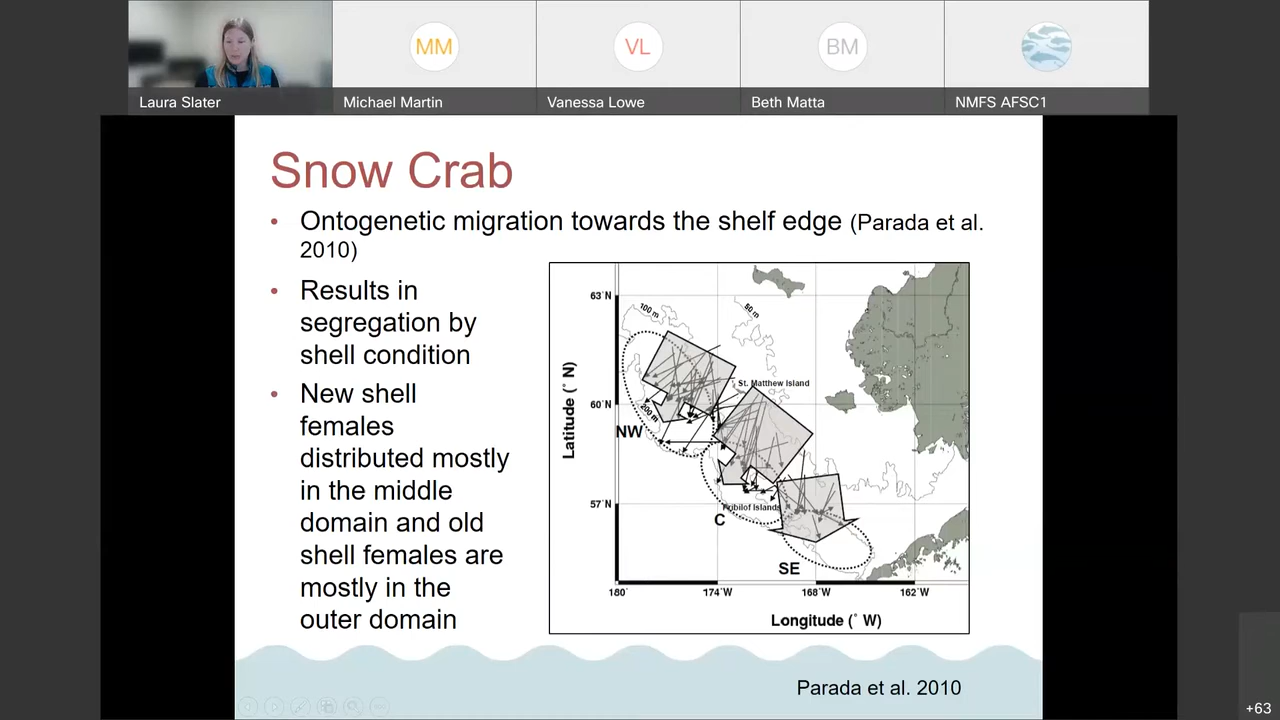 MM
VL
BM
Laura Slater
Michael Martin
Vanessa Lowe
Beth Matta
NMFS AFSC1
Snow Crab
• Ontogenetic migration towards the shelf edge (Parada et al.
2010)
• Results in
segregation by
shell condition
• New shell
females
distributed mostly
in the middle
domain and old
shell females are
mostly in the
outer domain
63°N
60°N
57°N
Latitude (° N)
100 m
50 m
St. Matthew Island
200 m
NW
Pribilof Islands
C
SE
180°
174°W
168°W
162°W
Longitude (° W)
Parada et al. 2010
+63